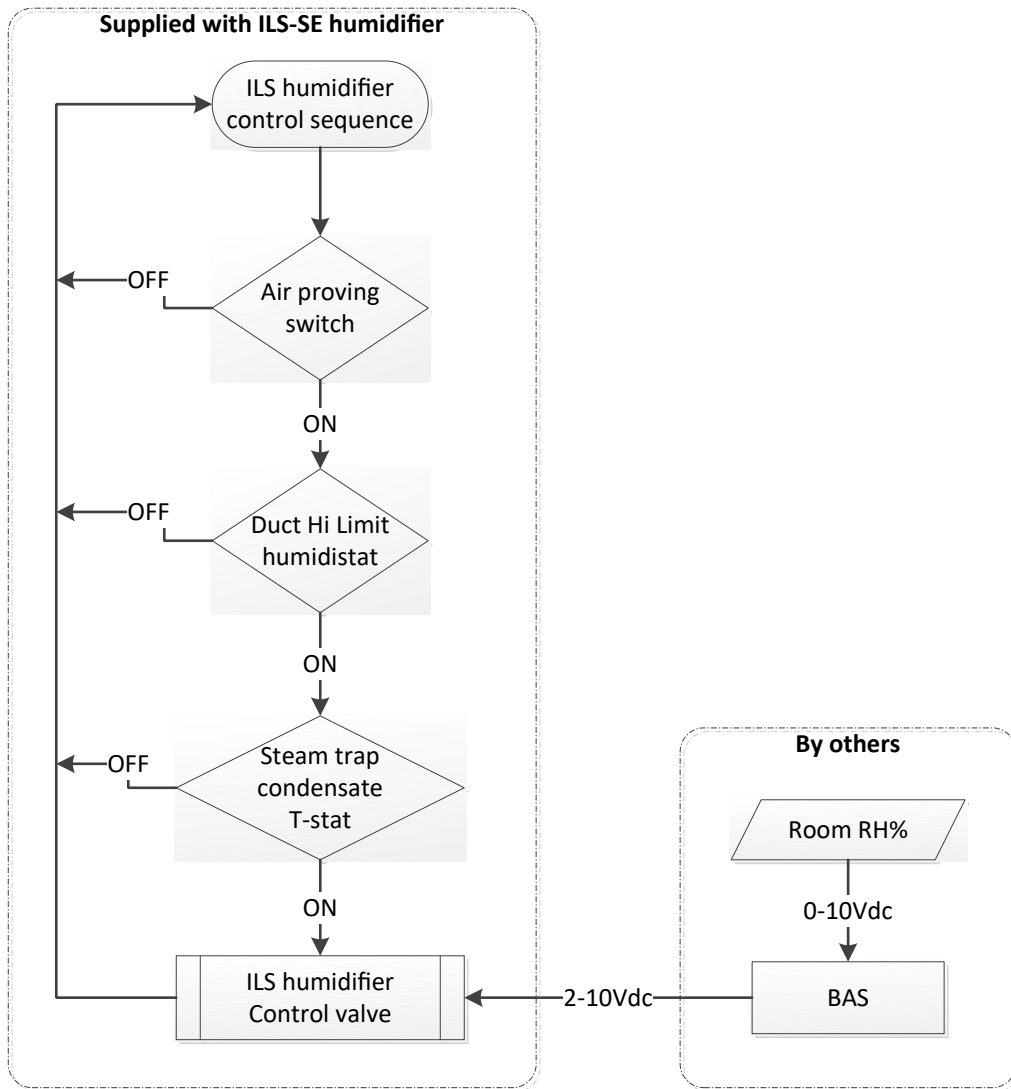 Supplied with ILS-SE humidifier
ILS humidifier
control sequence
OFF
Air proving
switch
ON
OFF
Duct Hi Limit
humidistat
ON
OFF
Steam trap
condensate
T-stat
ON
ILS humidifier
Control valve
2-10Vdc
By others
Room RH%
0-10Vdc
BAS